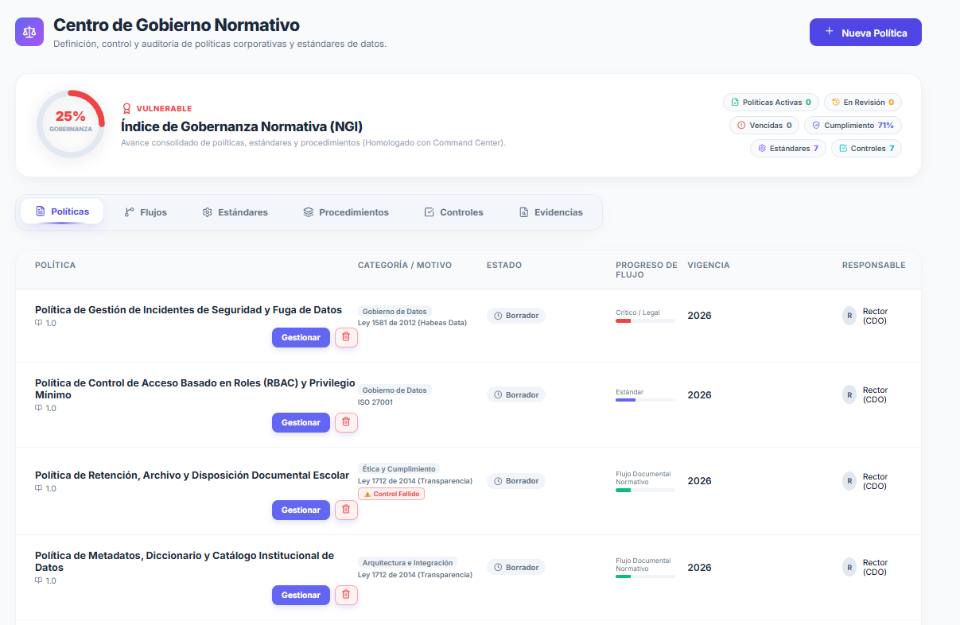 Centro de Gobierno Normativo
Definición, control y auditoría de políticas corporativas y estándares de datos.
+ Nueva Política
25%
GOBERNANZA
VULNERABLE
Índice de Gobernanza Normativa (NGI)
Avance consolidado de políticas, estándares y procedimientos (Homologado con Command Center).
Políticas Activas 0
En Revisión 0
Vencidas 0
Cumplimiento 71%
Estándares 7
Controles 7
Políticas
Flujos
Estándares
Procedimientos
Controles
Evidencias
POLÍTICA
CATEGORÍA / MOTIVO
ESTADO
PROGRESO DE
FLUJO
VIGENCIA
RESPONSABLE
Política de Gestión de Incidentes de Seguridad y Fuga de Datos
1.0
Gestionar
Gobierno de Datos
Ley 1581 de 2012 (Habeas Data)
Borrador
Crítico / Legal
2026
R
Rector
(CDO)
Política de Control de Acceso Basado en Roles (RBAC) y Privilegio
Mínimo
1.0
Gestionar
Gobierno de Datos
ISO 27001
Borrador
Estándar
2026
R
Rector
(CDO)
Política de Retención, Archivo y Disposición Documental Escolar
1.0
Gestionar
Ética y Cumplimiento
Ley 1712 de 2014 (Transparencia)
Control Fallido
Borrador
Flujo Documental
Normativo
2026
R
Rector
(CDO)
Política de Metadatos, Diccionario y Catálogo Institucional de
Datos
1.0
Gestionar
Arquitectura e Integración
Ley 1712 de 2014 (Transparencia)
Borrador
Flujo Documental
Normativo
2026
R
Rector
(CDO)